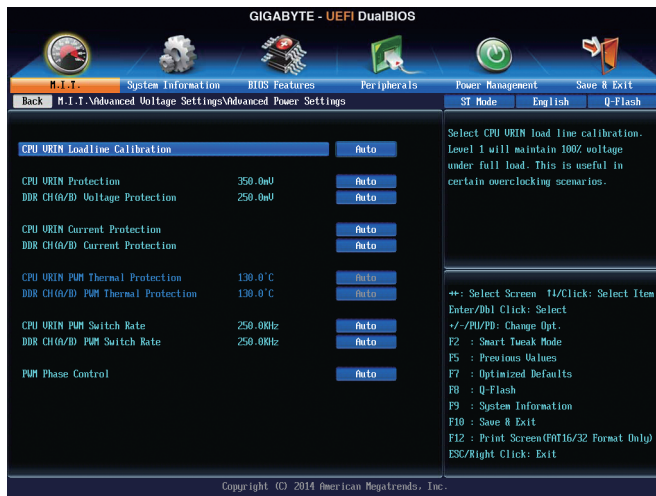 GIGABYTE - UEFI DualBIOS
M.I.T. System Information BIOS Features Peripherals Power Management Save & Exit
Back M.I.T.\Advanced Voltage Settings\Advanced Power Settings ST Mode English Q-Flash
CPU VRIN Loadline Calibration Auto
CPU VRIN Protection 350.0mV Auto
DDR CH(A/B) Voltage Protection 250.0mV Auto
CPU VRIN Current Protection Auto
DDR CH(A/B) Current Protection Auto
CPU VRIN PWM Thermal Protection 130.0°C Auto
DDR CH(A/B) PWM Thermal Protection 130.0°C Auto
CPU VRIN PWM Switch Rate 250.0KHz Auto
DDR CH(A/B) PWM Switch Rate 250.0KHz Auto
PWM Phase Control Auto
Select CPU VRIN load line calibration.
Level 1 will maintain 100% voltage
under full load. This is useful in
certain overclocking scenarios.
→←: Select Screen ↑↓/Click: Select Item
Enter/Dbl Click: Select
+/-/PU/PD: Change Opt.
F2 : Smart Tweak Mode
F5 : Previous Values
F7 : Optimized Defaults
F8 : Q-Flash
F9 : System Information
F10 : Save & Exit
F12 : Print Screen(FAT16/32 Format Only)
ESC/Right Click: Exit
Copyright (C) 2014 American Megatrends, Inc.